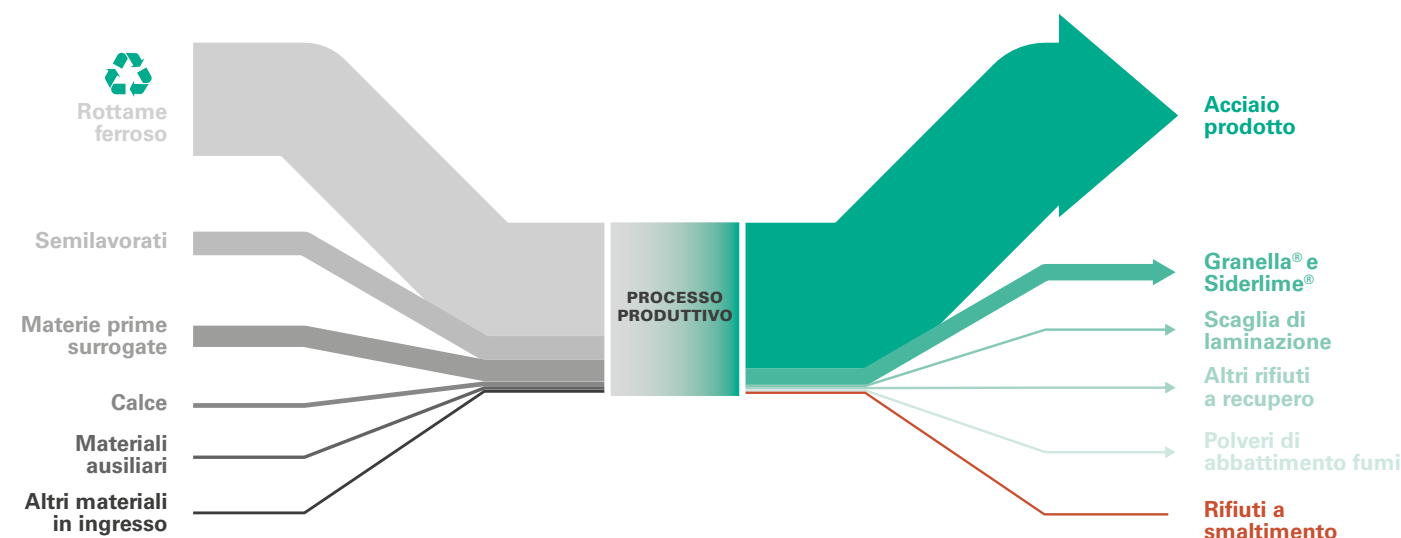 Rottame
ferroso
Semilavorati
Materie prime
surrogate
Calce
Materiali
ausiliari
Altri materiali
in ingresso
PROCESSO
PRODUTTIVO
Acciaio
prodotto
Granella® e
Siderlime®
Scaglia di
laminazione
Altri rifiuti
a recupero
Polveri di
abbattimento fumi
Rifiuti a
smaltimento